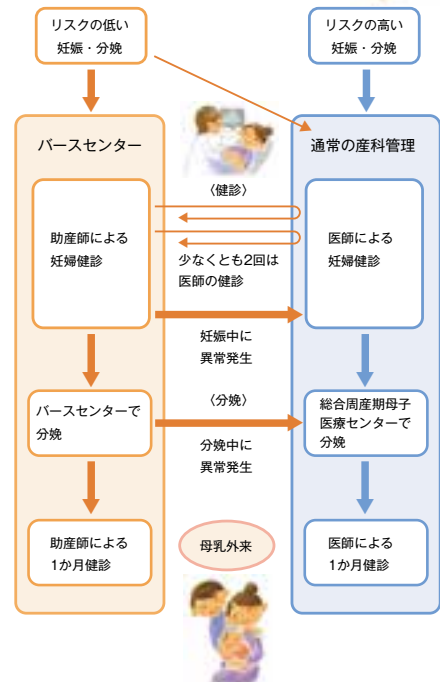 リスクの低い
妊娠・分娩
リスクの高い
妊娠・分娩
バースセンター
通常の産科管理
〈健診〉
助産師による
妊婦健診
医師による
妊婦健診
少なくとも2回は
医師の健診
妊娠中に
異常発生
バースセンターで
分娩
〈分娩〉
総合周産期母子
医療センターで
分娩
分娩中に
異常発生
助産師による
1か月健診
母乳外来
医師による
1か月健診